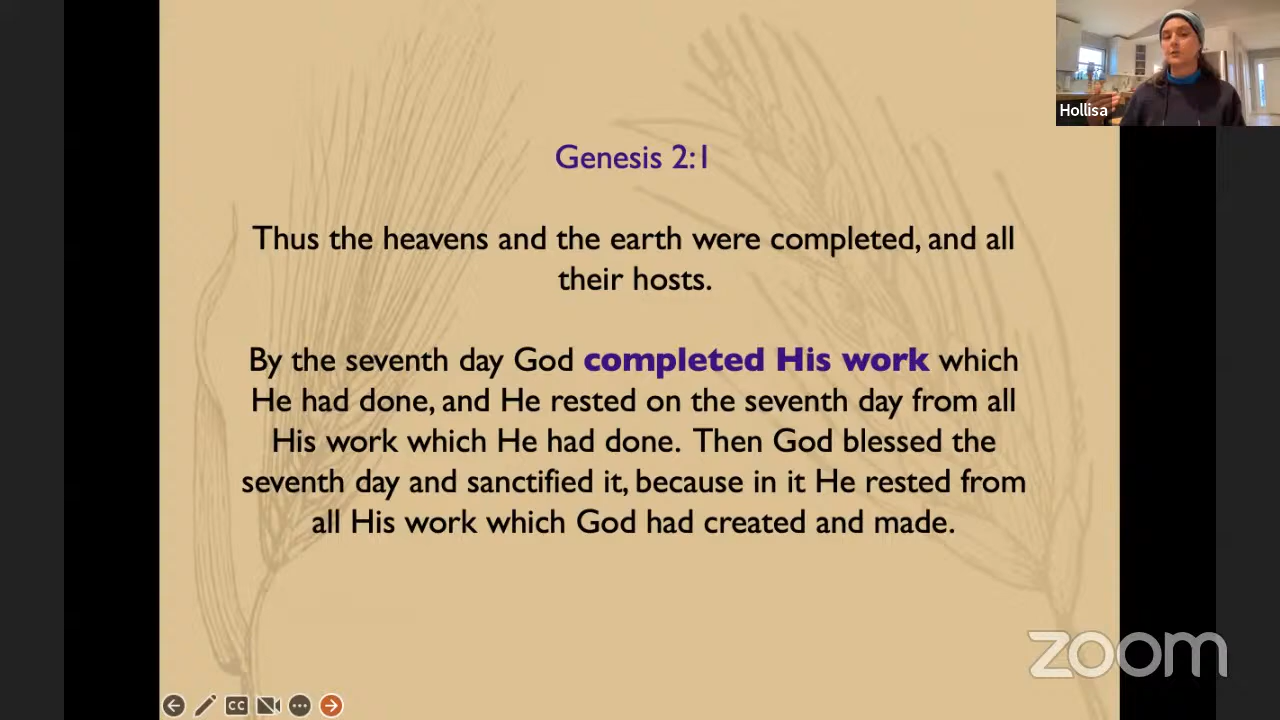 Hollisa
Genesis 2:1
Thus the heavens and the earth were completed, and all
their hosts.
By the seventh day God completed His work which
He had done, and He rested on the seventh day from all
His work which He had done. Then God blessed the
seventh day and sanctified it, because in it He rested from
all His work which God had created and made.
zoom
CC